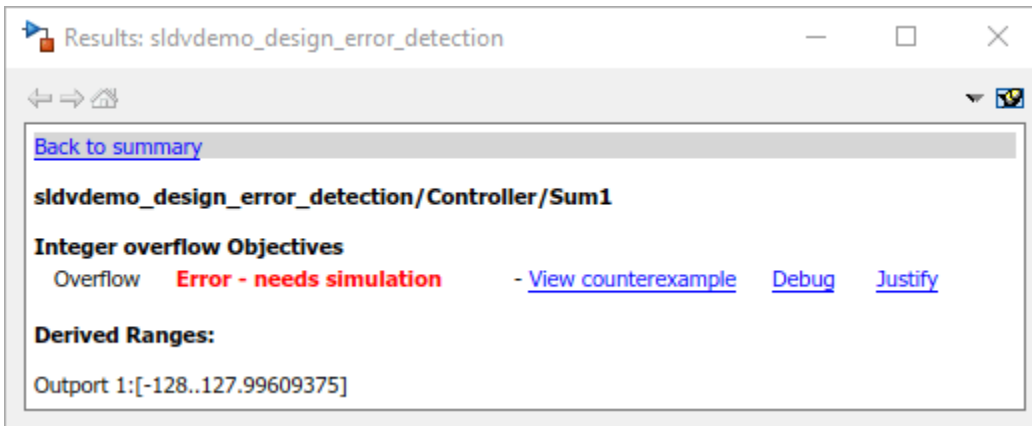 Results: sldvdemo_design_error_detection
Back to summary
sldvdemo_design_error_detection/Controller/Sum1
Integer overflow Objectives
Overflow Error - needs simulation - View counterexample Debug Justify
Derived Ranges:
Outport 1:[-128..127.99609375]